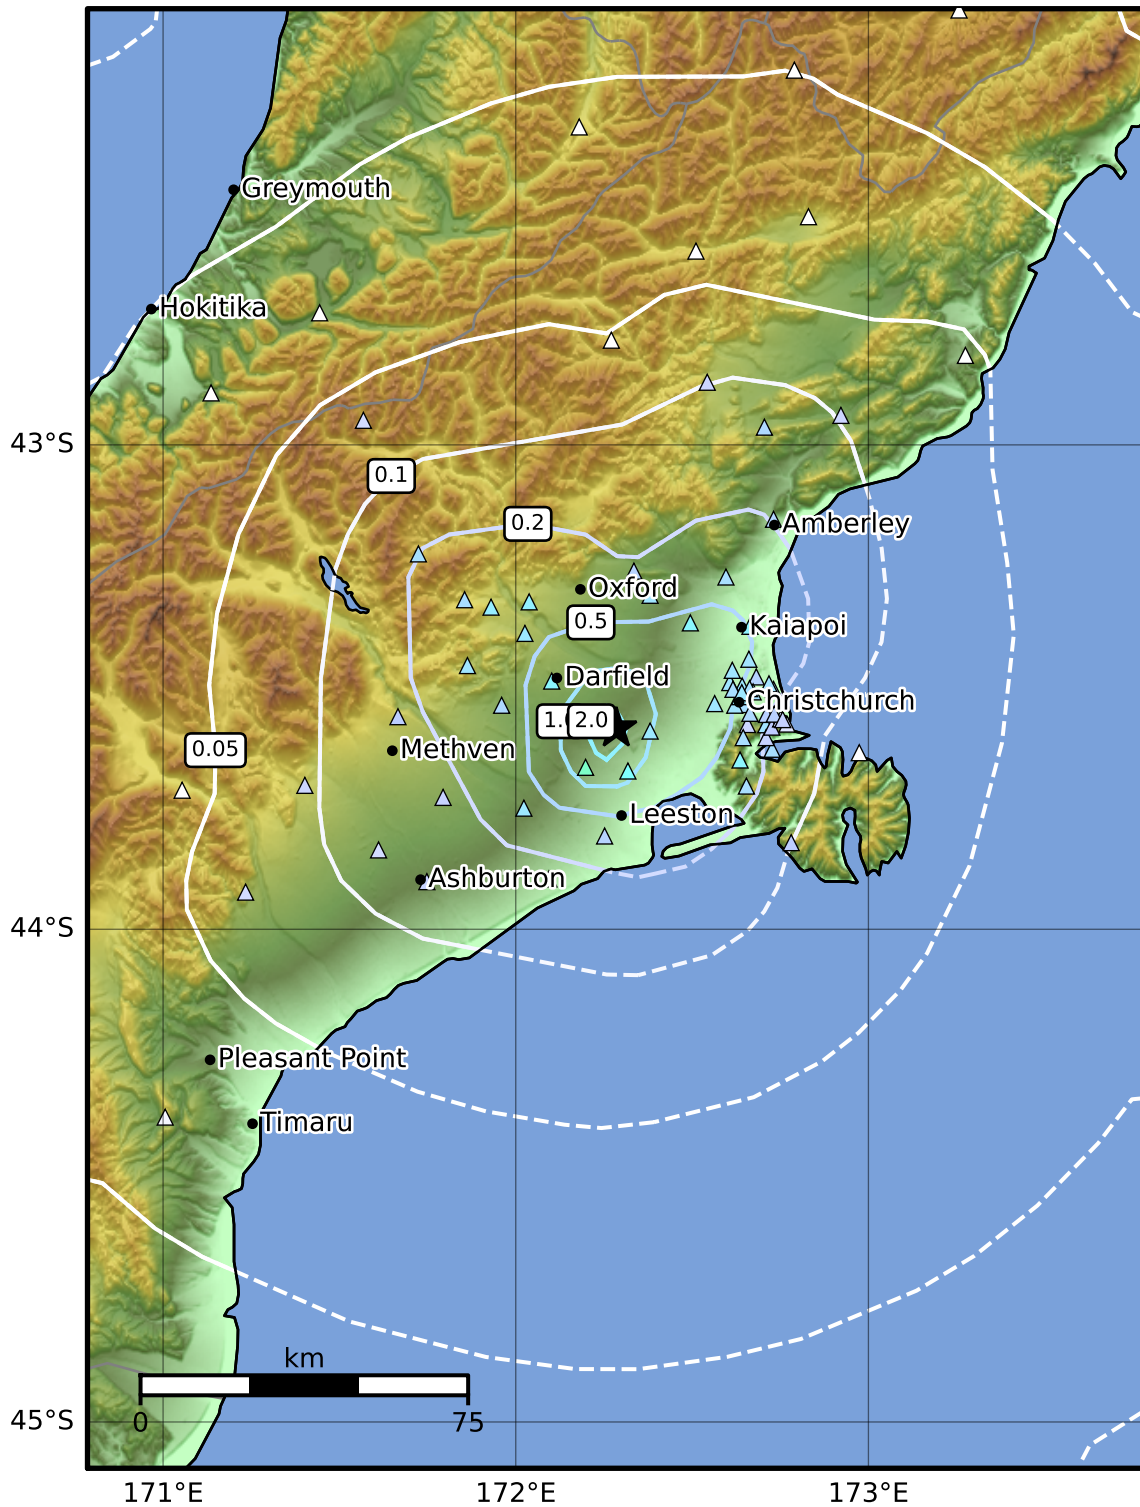 Greymouth
Hokitika
43°S
0.1
0.2
Amberley
Oxford
0.5
Kaiapoi
Darfield
Christchurch
1.
2.0
0.05
Methven
Leeston
Ashburton
44°S
Pleasant Point
Timaru
km
0
75
45°S
171°E
172°E
173°E